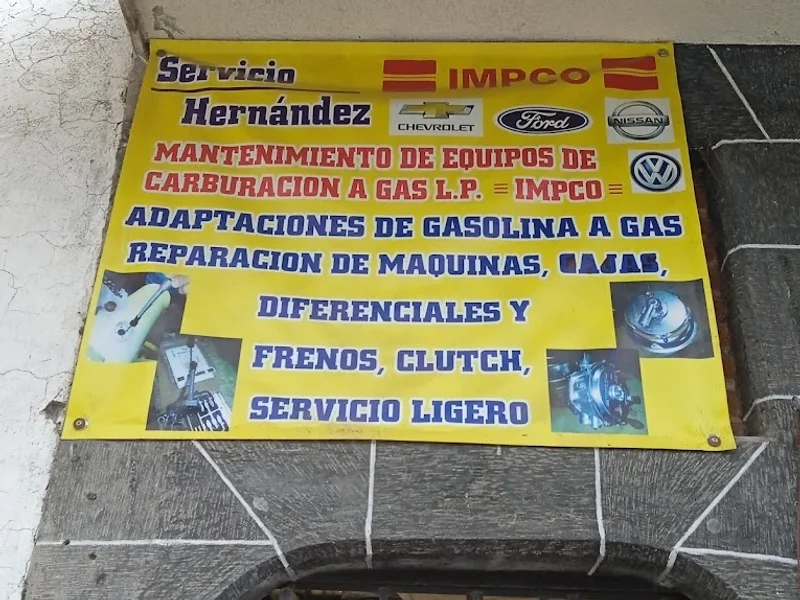 Servicio
IMPCO
Hernández
CHEVROLET
Ford
NISSAN
MANTENIMIENTO DE EQUIPOS DE
CARBURACION A GAS L.P. ≡ IMPCO ≡
ADAPTACIONES DE GASOLINA A GAS
REPARACION DE MAQUINAS, CAJAS,
DIFERENCIALES Y
FRENOS, CLUTCH,
SERVICIO LIGERO